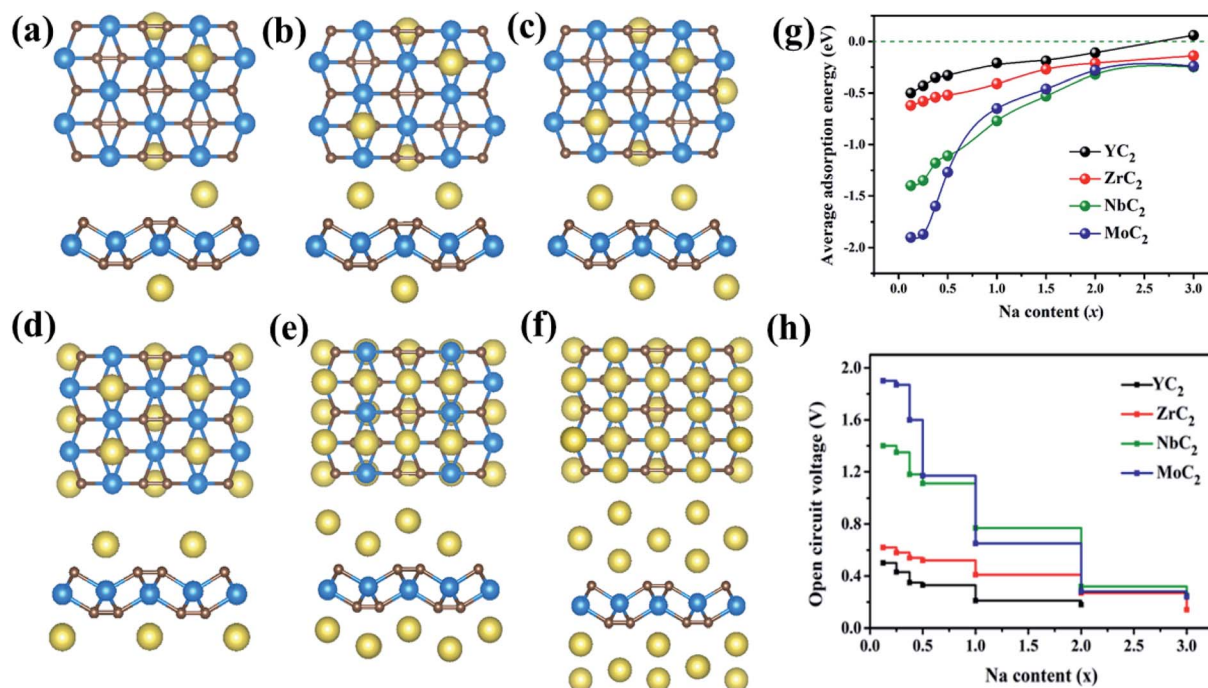 (a)
(b)
(c)
(d)
(e)
(f)
(g)
0.0
-0.5
-1.0
-1.5
-2.0
Average adsorption energy (eV)
YC2
ZrC2
NbC2
MoC2
0.0 0.5 1.0 1.5 2.0 2.5 3.0
Na content (x)
(h)
2.0
1.6
1.2
0.8
0.4
0.0
Open circuit voltage (V)
YC2
ZrC2
NbC2
MoC2
0.0 0.5 1.0 1.5 2.0 2.5 3.0
Na content (x)